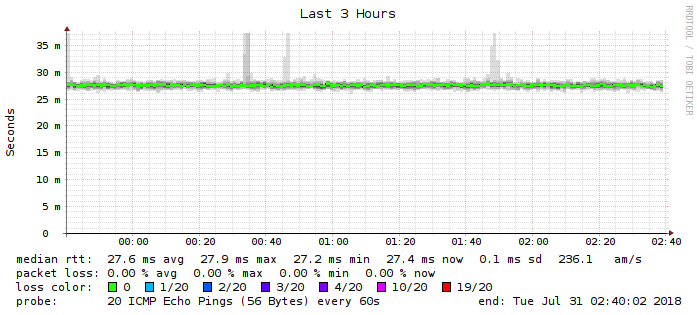 Last 3 Hours
RRDTOOL / TOBI OETIKER
Seconds
35 m
30 m
25 m
20 m
15 m
10 m
5 m
0
00:00 00:20 00:40 01:00 01:20 01:40 02:00 02:20 02:40
median rtt: 27.6 ms avg 27.9 ms max 27.2 ms min 27.4 ms now 0.1 ms sd 236.1 am/s
packet loss: 0.00 % avg 0.00 % max 0.00 % min 0.00 % now
loss color: 0 1/20 2/20 3/20 4/20 10/20 19/20
probe: 20 ICMP Echo Pings (56 Bytes) every 60s end: Tue Jul 31 02:40:02 2018